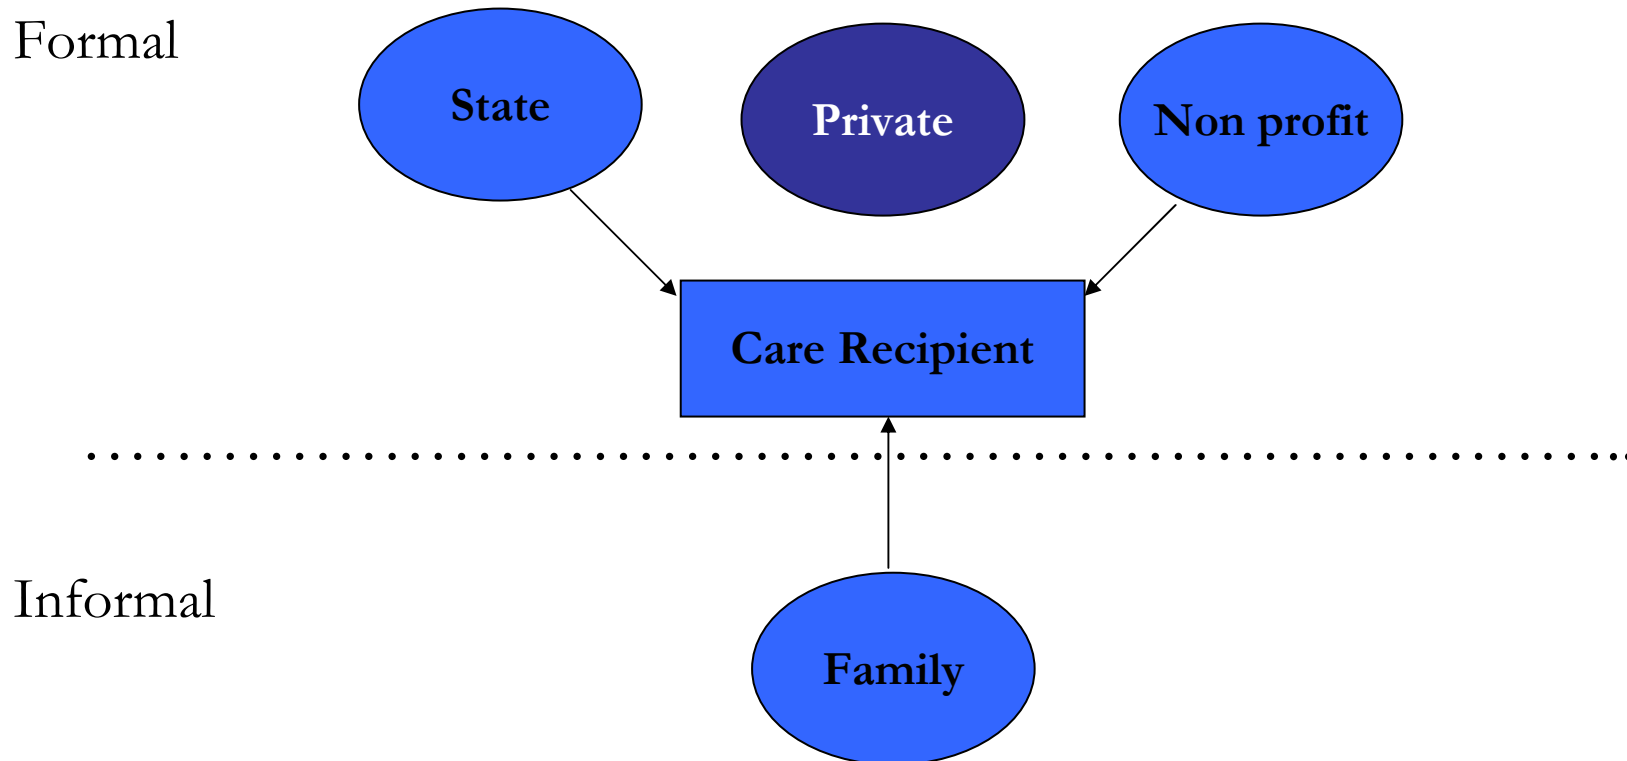 Formal
State
Private
Non profit
Care Recipient
Informal
Family